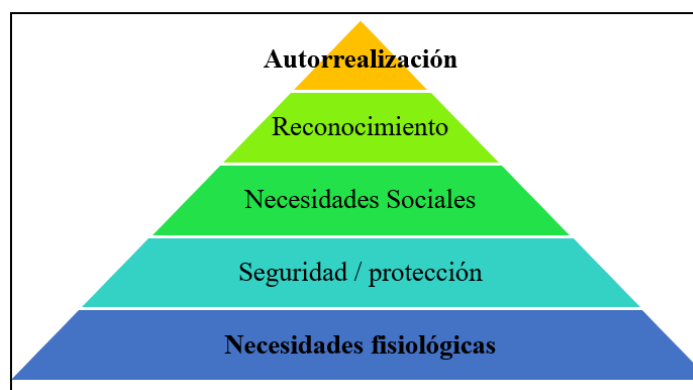 Autorrealización
Reconocimiento
Necesidades Sociales
Seguridad / protección
Necesidades fisiológicas